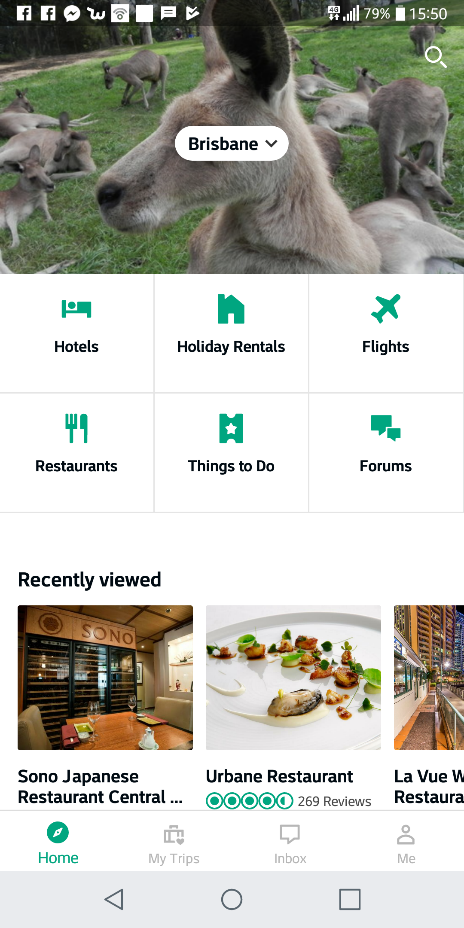 79% 15:50
Brisbane
Hotels
Holiday Rentals
Flights
Restaurants
Things to Do
Forums
Recently viewed
SONO
Sono Japanese
Restaurant Central ...
Urbane Restaurant
269 Reviews
La Vue W
Restaura
Home
My Trips
Inbox
Me